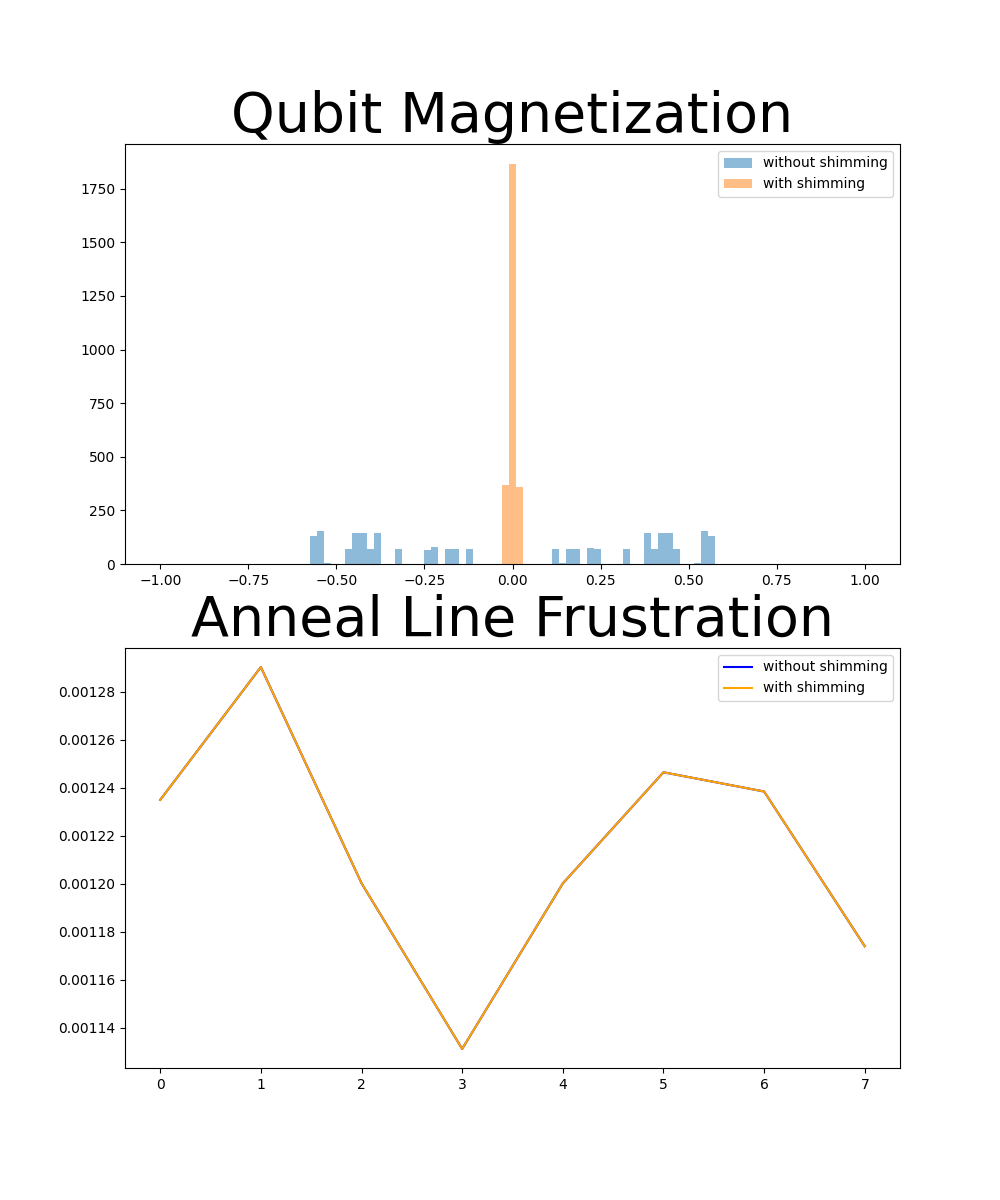 Qubit Magnetization
without shimming
with shimming
1750
1500
1250
1000
750
500
250
0
−1.00 −0.75 −0.50 −0.25 0.00 0.25 0.50 0.75 1.00
Anneal Line Frustration
without shimming
with shimming
0.00128
0.00126
0.00124
0.00122
0.00120
0.00118
0.00116
0.00114
0 1 2 3 4 5 6 7